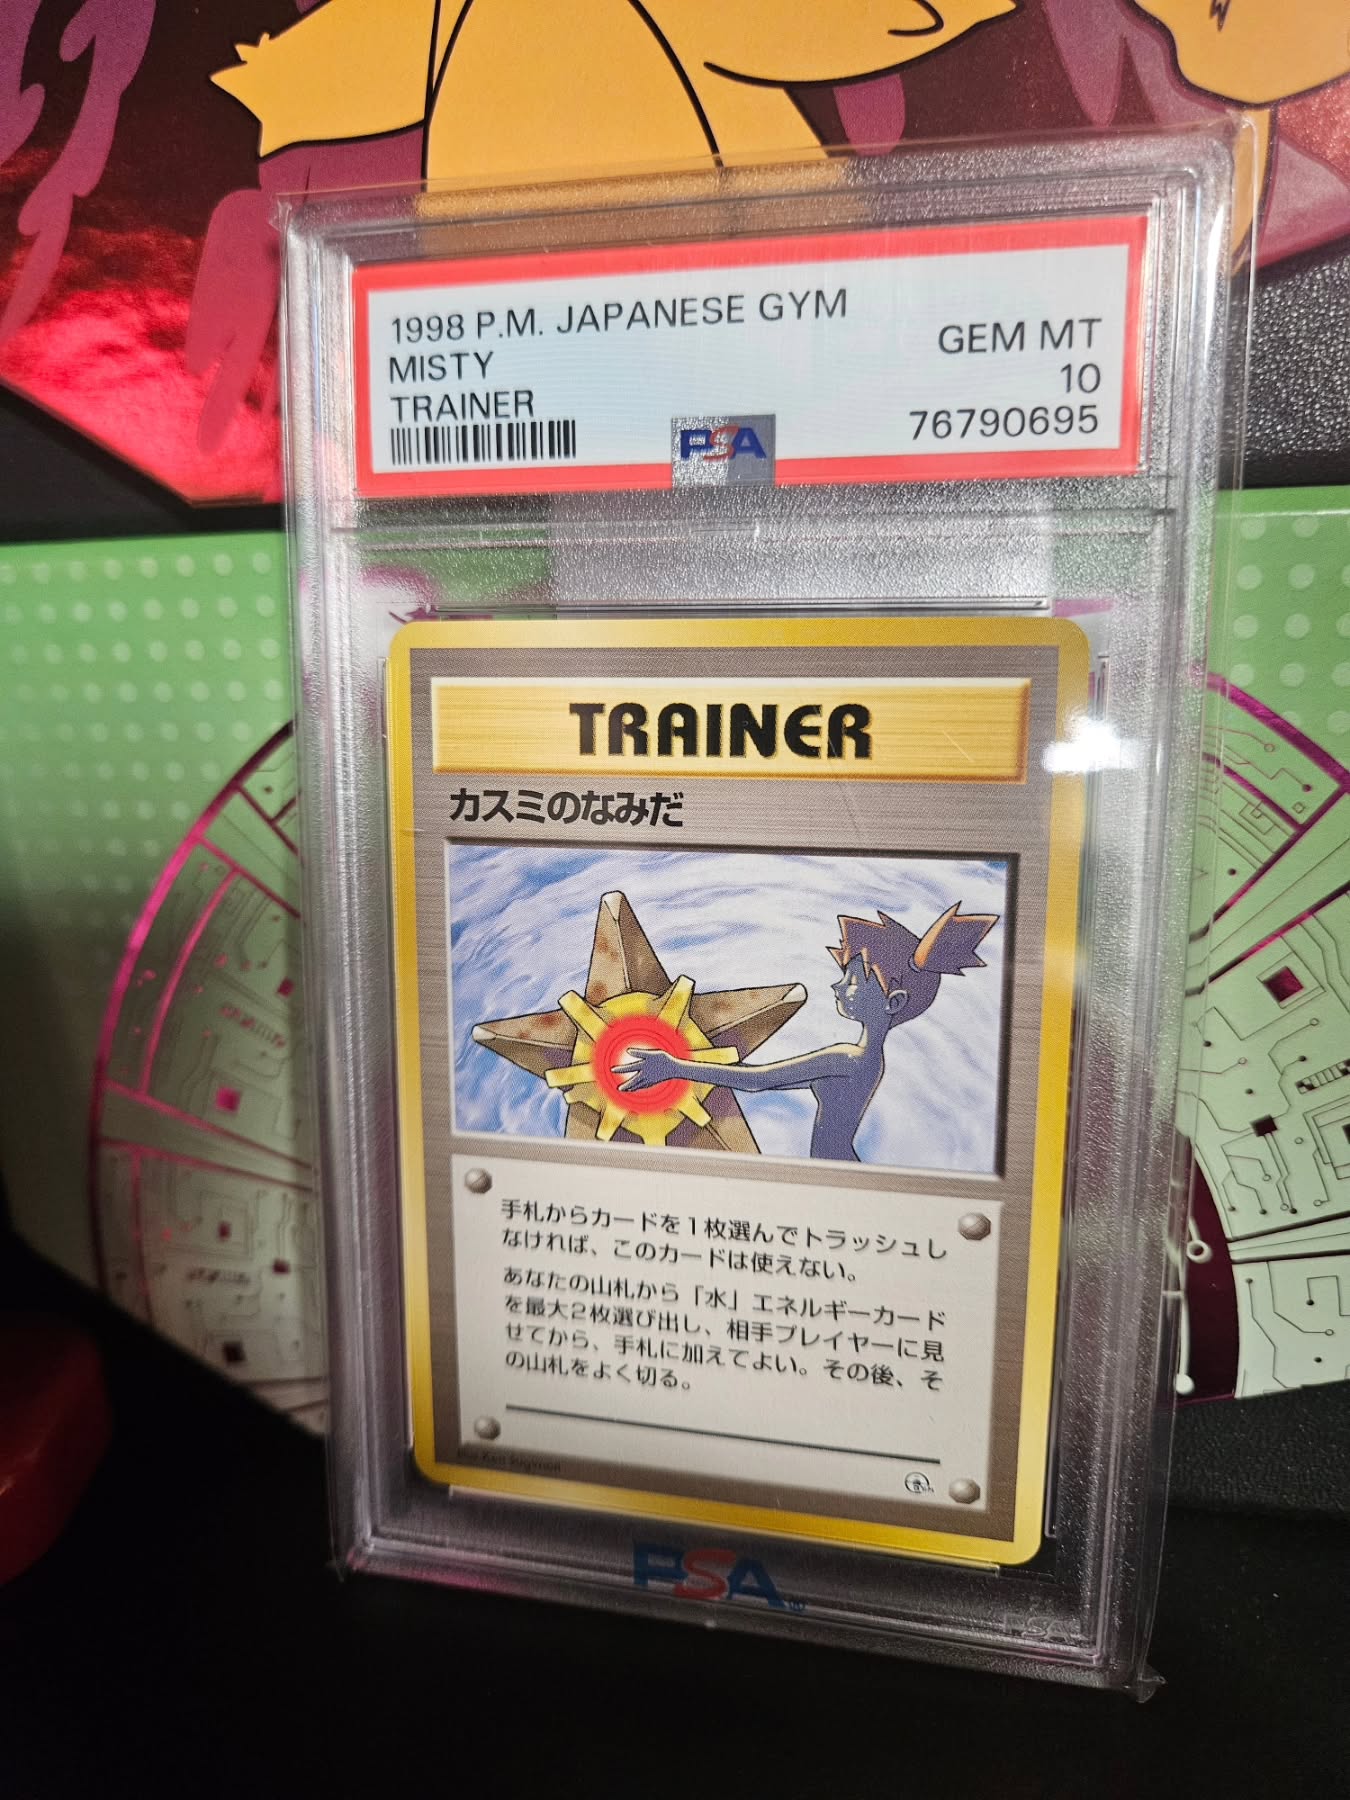 1998 P.M. JAPANESE GYM
MISTY
TRAINER
GEM MT
10
76790695
PSA
TRAINER
カスミのなみだ
手札からカードを1枚選んでトラッシュし
なければ、このカードは使えない。
あなたの山札から「水」エネルギーカード
を最大2枚選び出し、相手プレイヤーに見
せてから、手札に加えてよい。その後、そ
の山札をよく切る。
Ken Sugimori
PSA